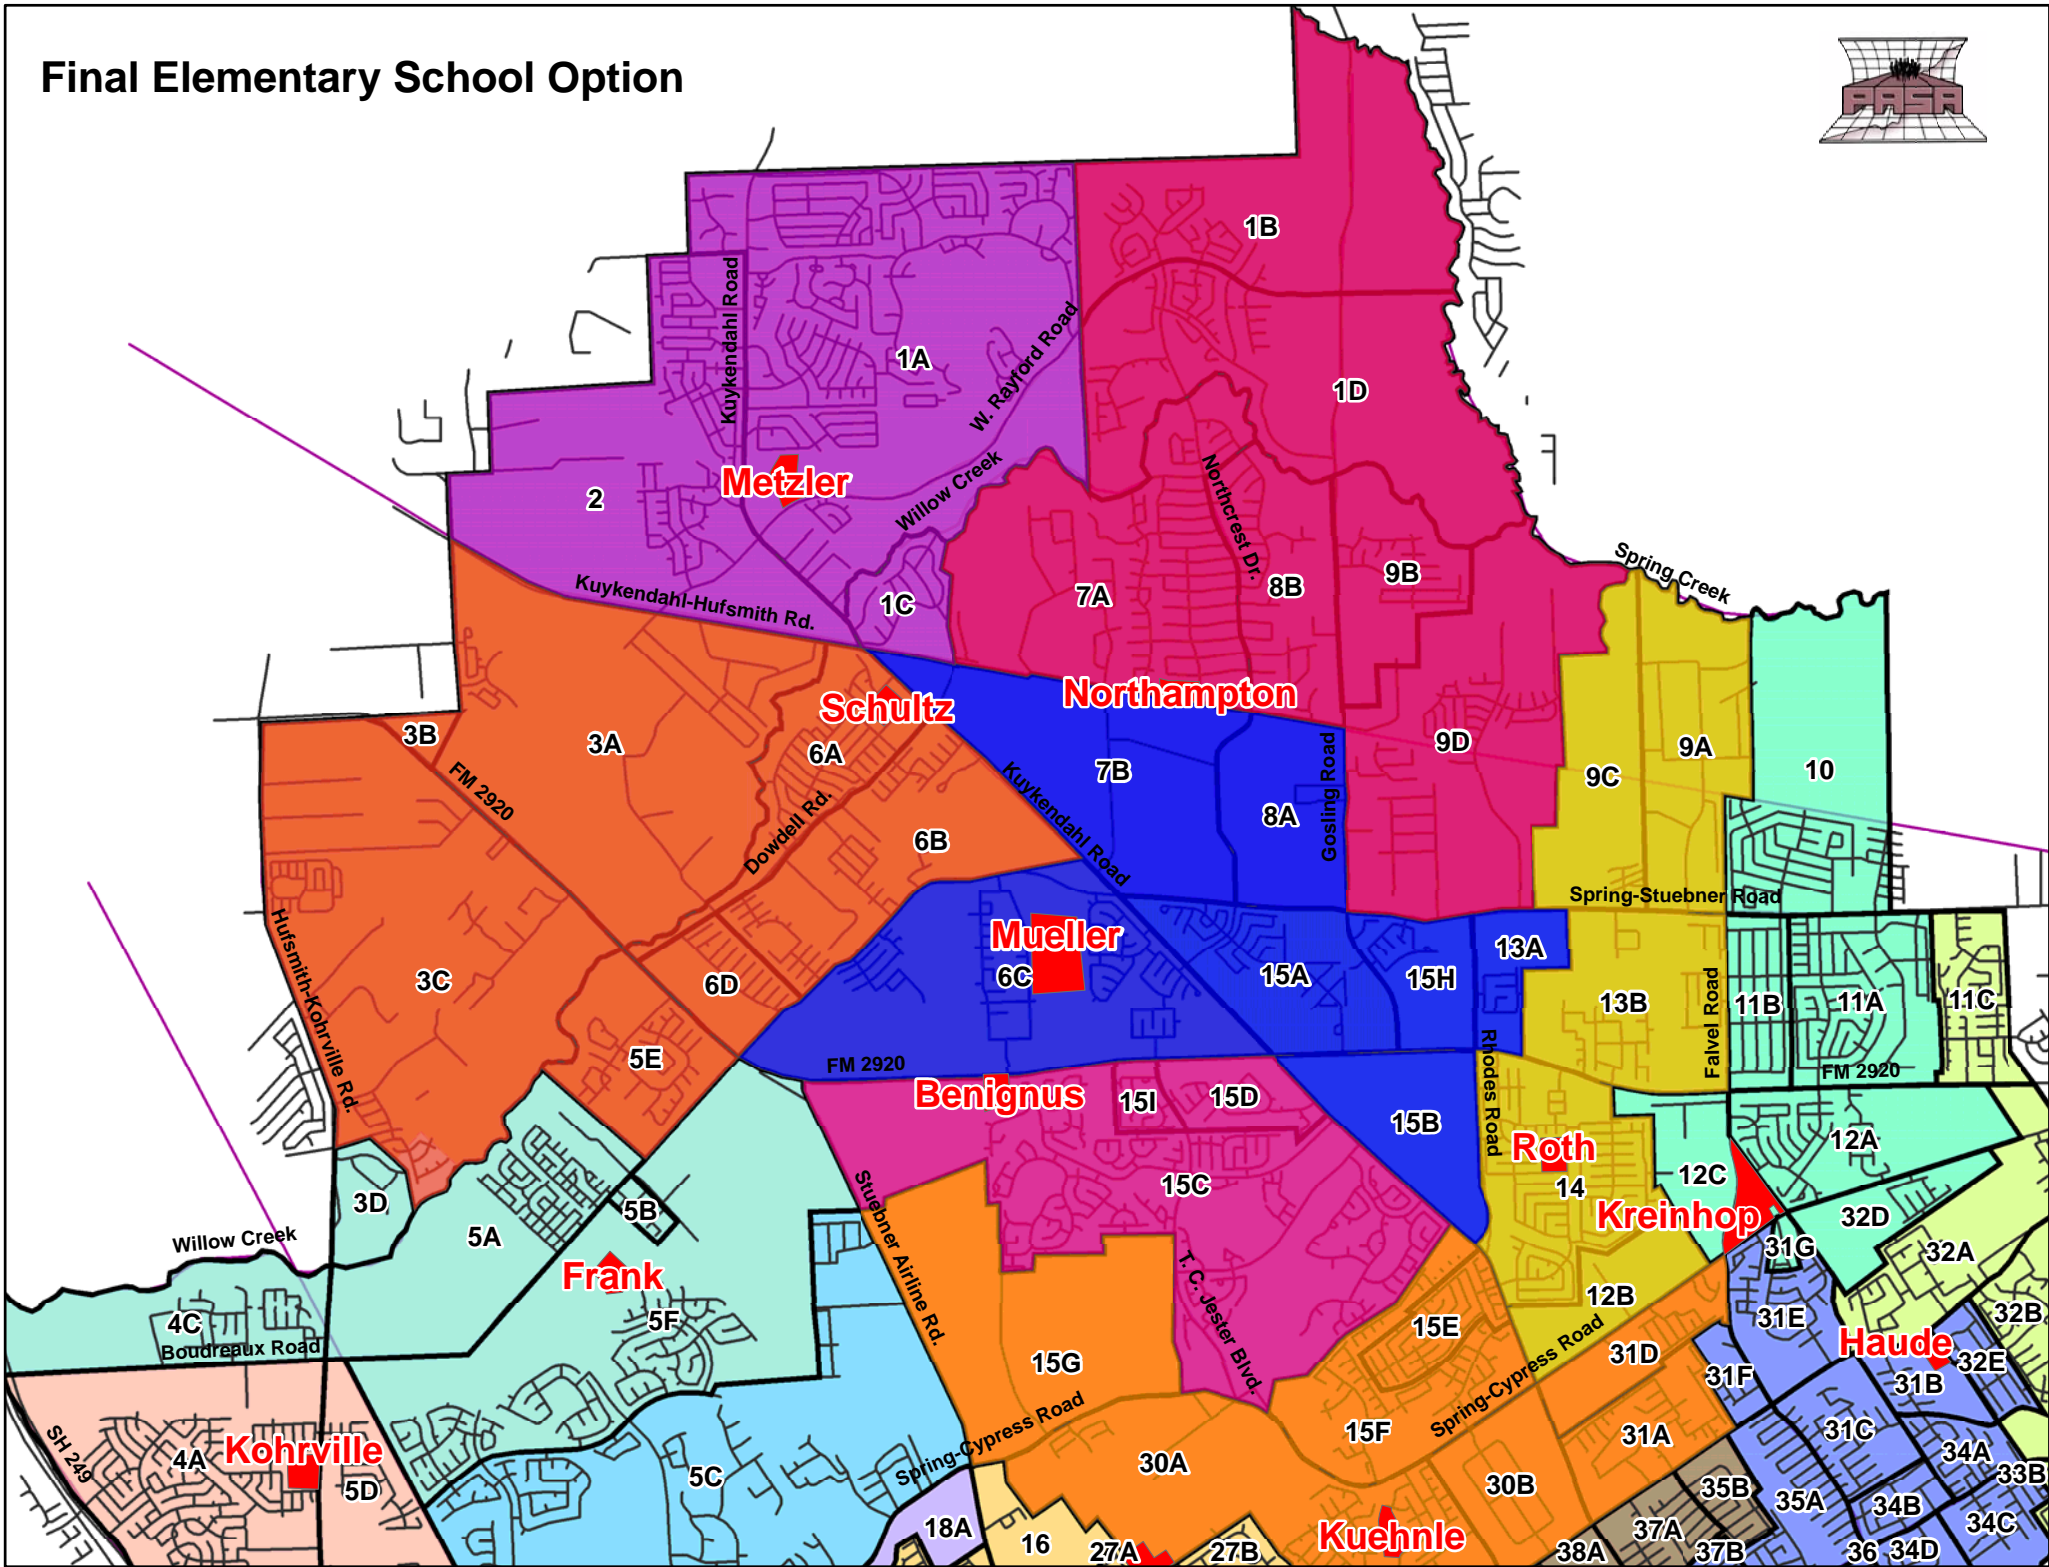 Final Elementary School Option
PASA
1B
Kuykendahl Road
1A
W. Rayford Road
1D
Metzler
2
Willow Creek
Northcrest Dr.
Spring Creek
Kuykendahl-Hufsmith Rd.
1C
7A
8B
9B
Schultz
Northampton
3B
3A
6A
7B
9D
9C
9A
10
FM 2920
Kuykendahl Road
8A
Gosling Road
Dowdell Rd.
6B
Spring-Stuebner Road
Hufsmith-Kohrville Rd.
Mueller
3C
6D
6C
15A
15H
13A
13B
Falvel Road
11B
11A
11C
5E
FM 2920
FM 2920
Benignus
15I
15D
15B
Rhodes Road
Roth
12A
3D
5B
15C
14
12C
Kreinhop
32D
Willow Creek
5A
Stuebner Airline Rd.
T. C. Jester Blvd.
31G
32A
Frank
4C
5F
12B
31E
32B
Boudreaux Road
15G
15E
Spring-Cypress Road
31D
31F
Haude
32E
31B
SH 249
4A
Kohrville
5D
5C
Spring-Cypress Road
30A
15F
31A
31C
34A
33B
30B
35B
35A
34B
34C
18A
16
27A
27B
Kuehnle
38A
37A
37B
36
34D